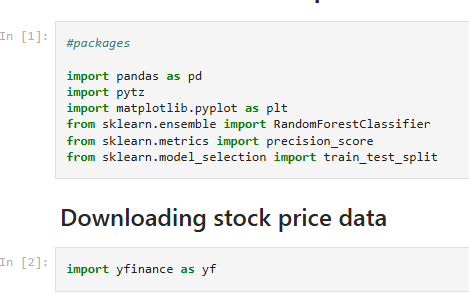 In [1]:
#packages
import pandas as pd
import pytz
import matplotlib.pyplot as plt
from sklearn.ensemble import RandomForestClassifier
from sklearn.metrics import precision_score
from sklearn.model_selection import train_test_split
Downloading stock price data
In [2]:
import yfinance as yf